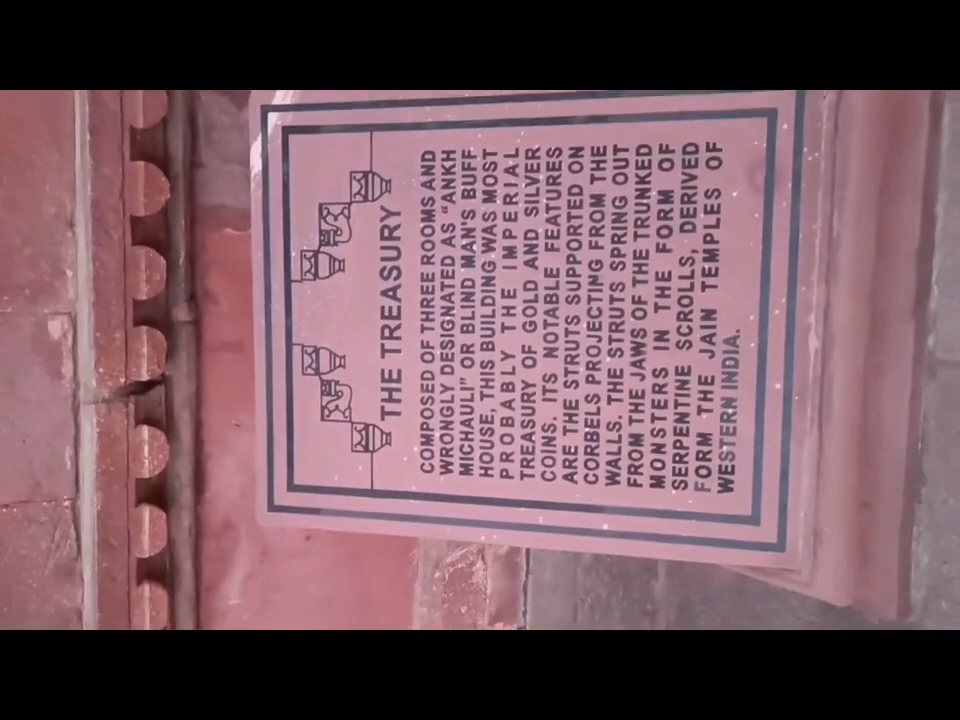 THE TREASURY
COMPOSED OF THREE ROOMS AND
WRONGLY DESIGNATED AS "ANKH
MICHAULI" OR BLIND MAN'S BUFF
HOUSE, THIS BUILDING WAS MOST
PROBABLY THE IMPERIAL
TREASURY OF GOLD AND SILVER
COINS. ITS NOTABLE FEATURES
ARE THE STRUTS SUPPORTED ON
CORBELS PROJECTING FROM THE
WALLS. THE STRUTS SPRING OUT
FROM THE JAWS OF THE TRUNKED
MONSTERS IN THE FORM OF
SERPENTINE SCROLLS, DERIVED
FORM THE JAIN TEMPLES OF
WESTERN INDIA.